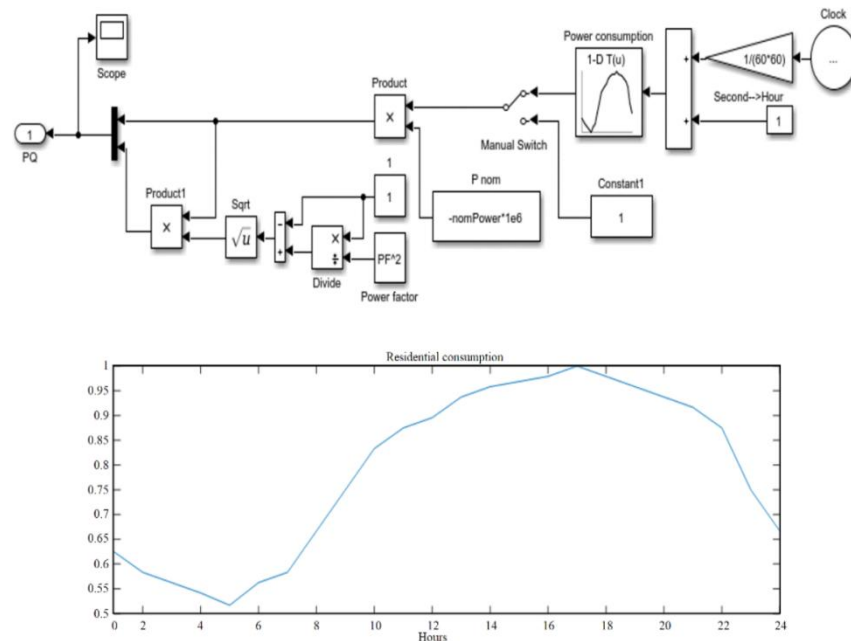 Clock
...
1/(60*60)
Second-->Hour
1
+
+
Power consumption
1-D T(u)
Manual Switch
Constant1
1
P nom
-nomPower*1e6
Product
×
1
1
PF^2
Power factor
×
÷
Divide
−
+
Sqrt
√u
Product1
×
Scope
1
PQ
Residential consumption
1
0.95
0.9
0.85
0.8
0.75
0.7
0.65
0.6
0.55
0.5
0 2 4 6 8 10 12 14 16 18 20 22 24
Hours